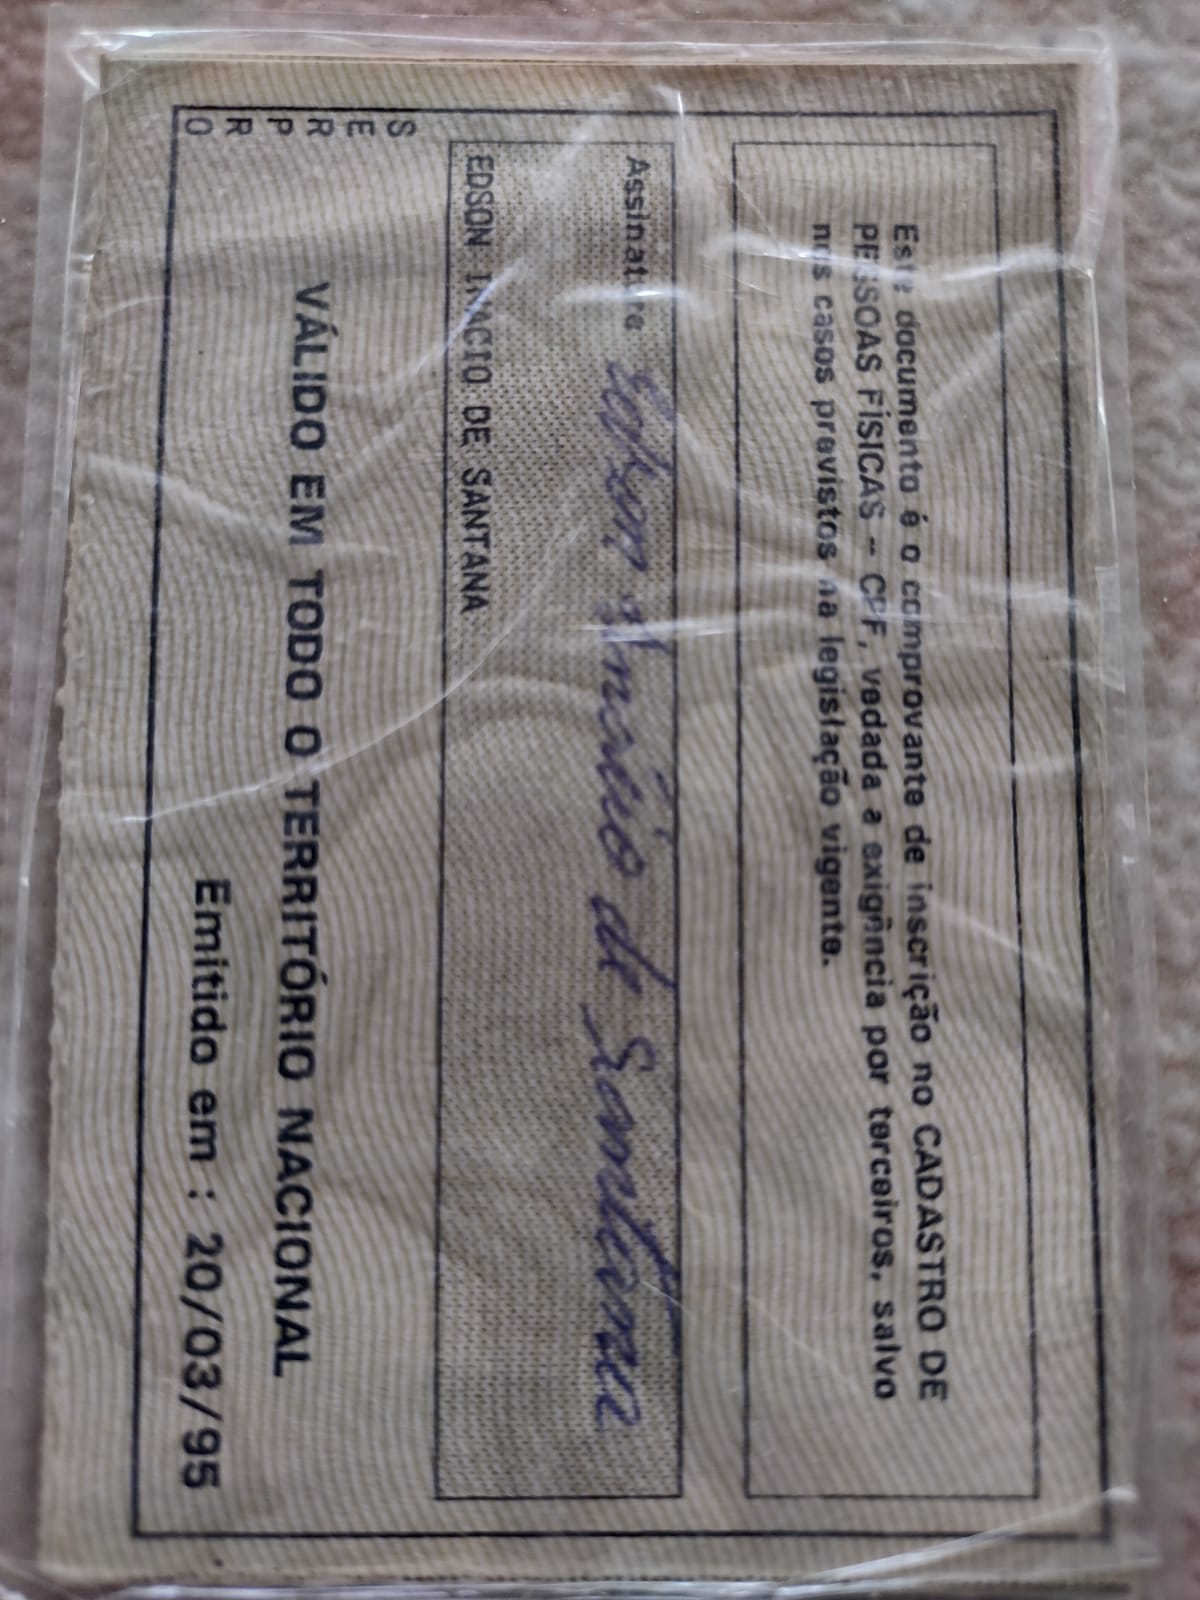 Este documento é o comprovante de inscrição no CADASTRO DE
PESSOAS FÍSICAS -- CPF, vedada a exigência por terceiros, salvo
nos casos previstos na legislação vigente.
Assinatura
Edson Inacio de Santana
EDSON INACIO DE SANTANA
VÁLIDO EM TODO O TERRITÓRIO NACIONAL
Emitido em : 20/03/95
SERPRO